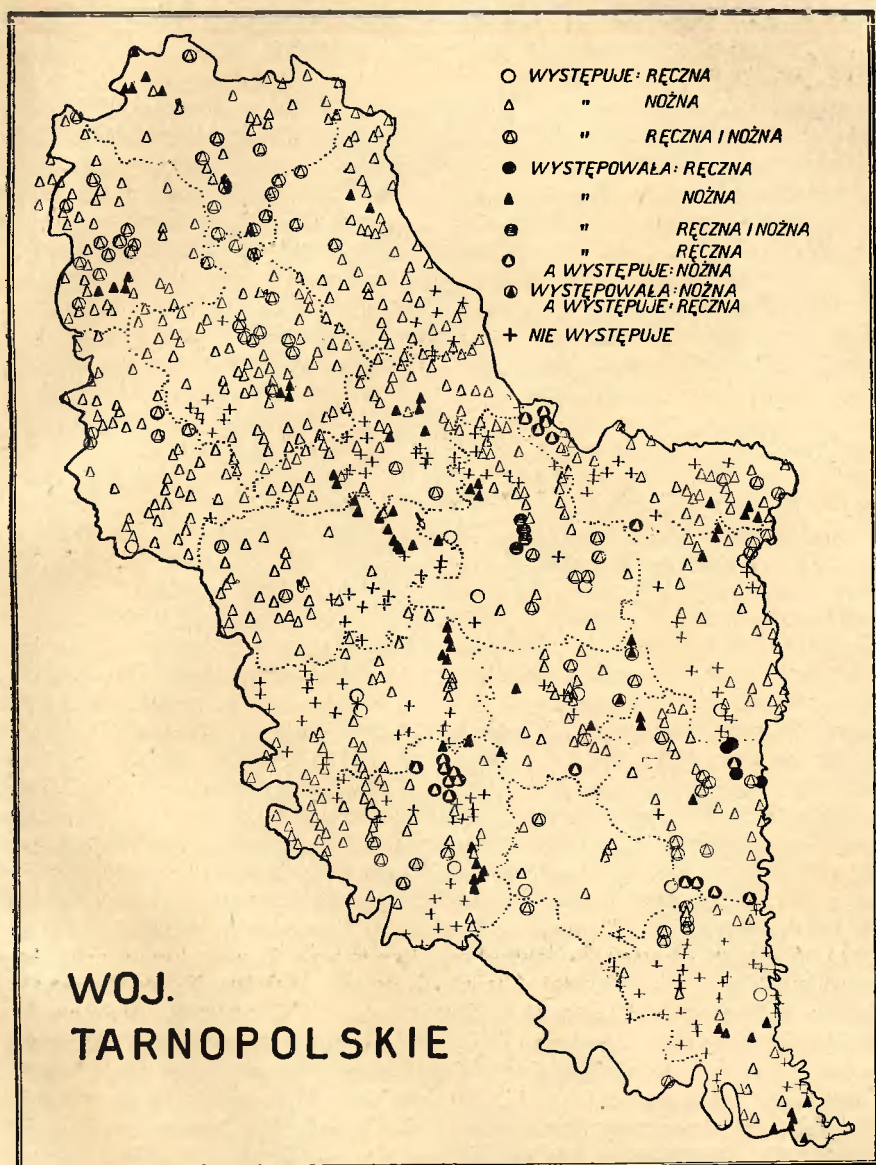 WYSTĘPUJE: RĘCZNA
" NOŻNA
" RĘCZNA I NOŻNA
WYSTĘPOWAŁA: RĘCZNA
" NOŻNA
" RĘCZNA I NOŻNA
" RĘCZNA
A WYSTĘPUJE: NOŻNA
WYSTĘPOWAŁA: NOŻNA
A WYSTĘPUJE: RĘCZNA
NIE WYSTĘPUJE
WOJ.
TARNOPOLSKIE